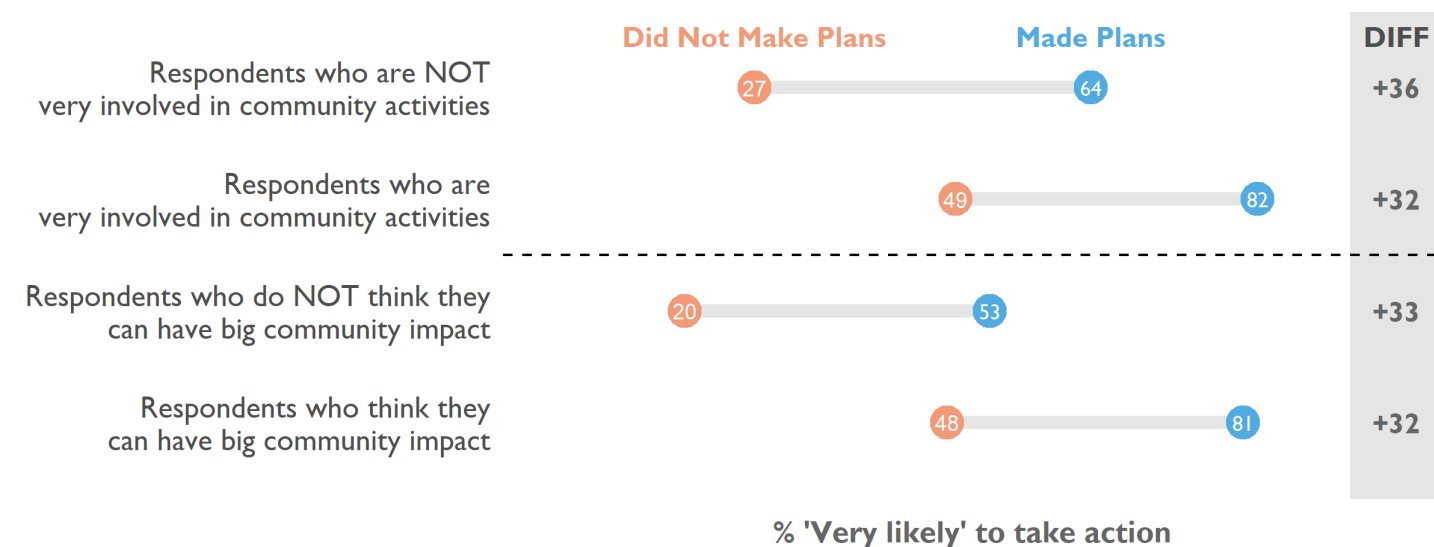 Did Not Make Plans Made Plans DIFF
Respondents who are NOT
very involved in community activities
27 64 +36
Respondents who are
very involved in community activities
49 82 +32
Respondents who do NOT think they
can have big community impact
20 53 +33
Respondents who think they
can have big community impact
48 81 +32
% 'Very likely' to take action